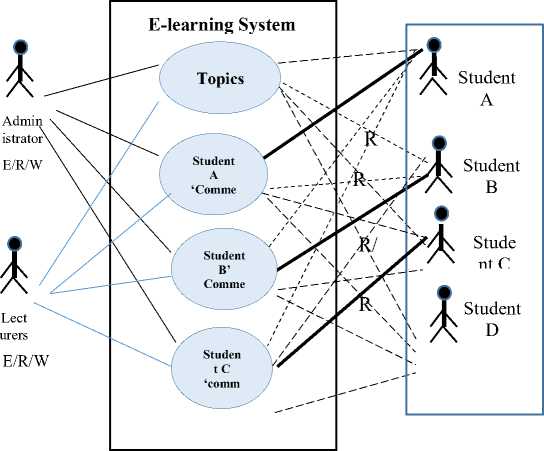 E-learning System
Topics
Student
A
‘Comme
Student
B’
Comme
Studen
t C
‘comm
Admin
istrator
E/R/W
Lect
urers
E/R/W
R
R
R/
R
Student
A
Student
B
Stude
nt C
Student
D